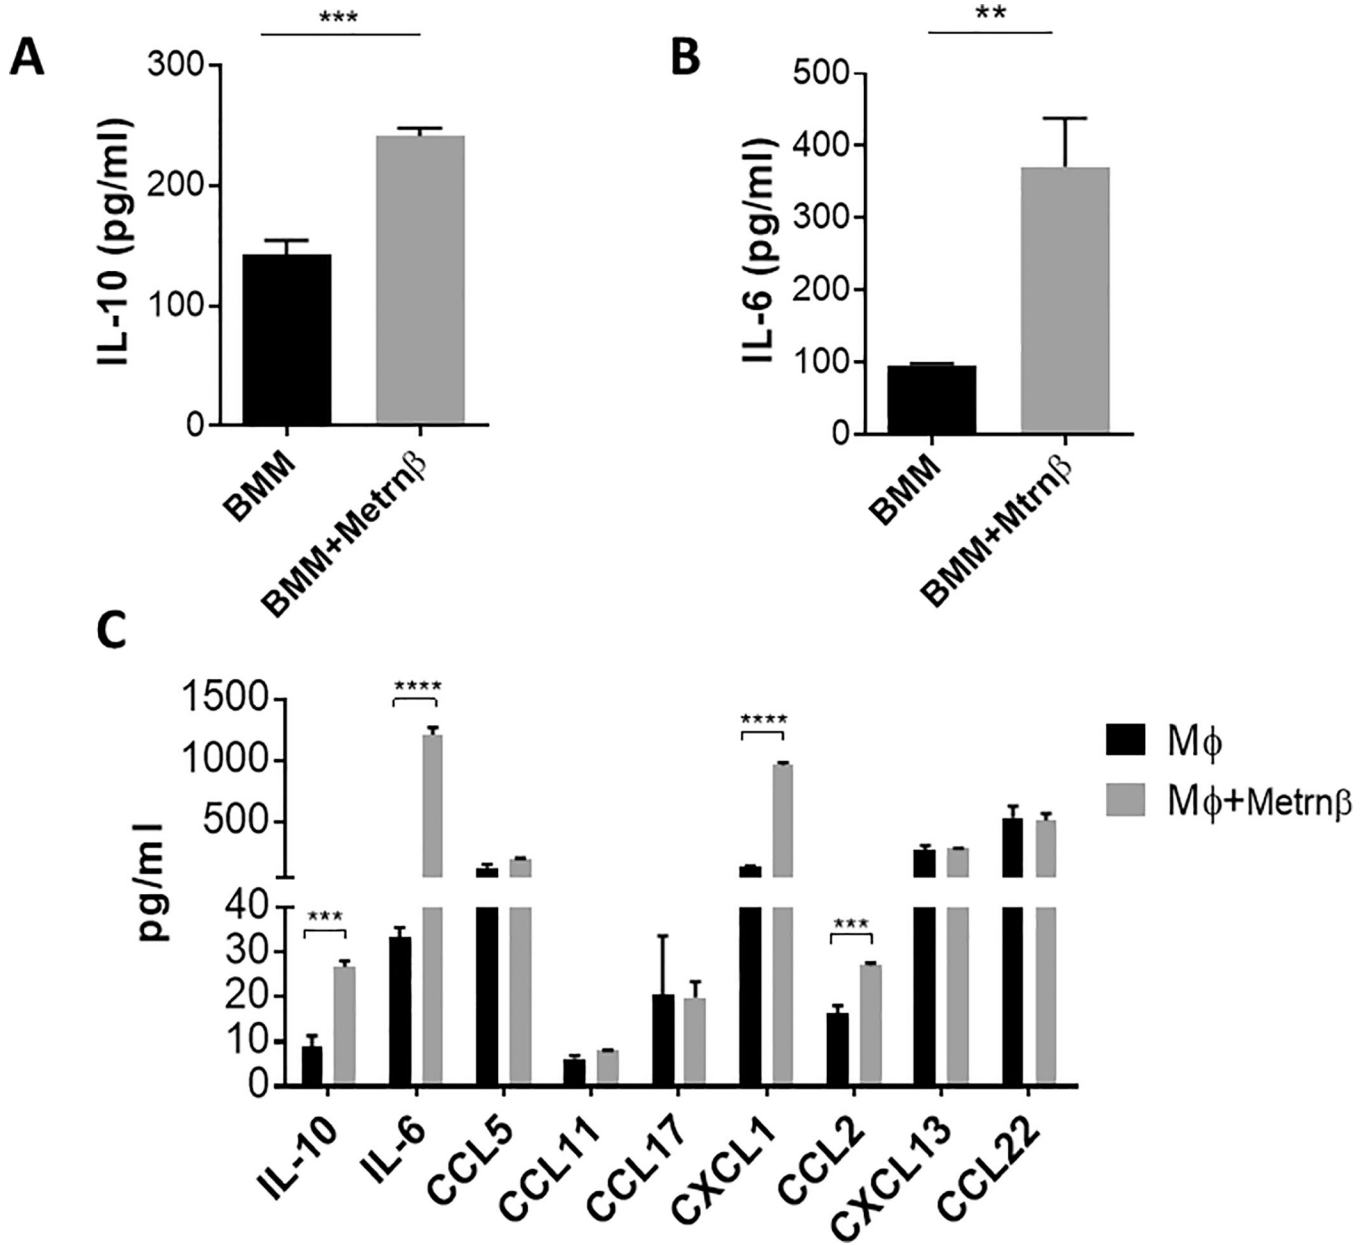 A
***
300
200
100
0
IL-10 (pg/ml)
BMM
BMM+Metrnβ
B
**
500
400
300
200
100
0
IL-6 (pg/ml)
BMM
BMM+Mtrnβ
C
1500
1000
500
40
30
20
10
0
pg/ml
***
****
****
***
IL-10
IL-6
CCL5
CCL11
CCL17
CXCL1
CCL2
CXCL13
CCL22
Mϕ
Mϕ+Metrnβ